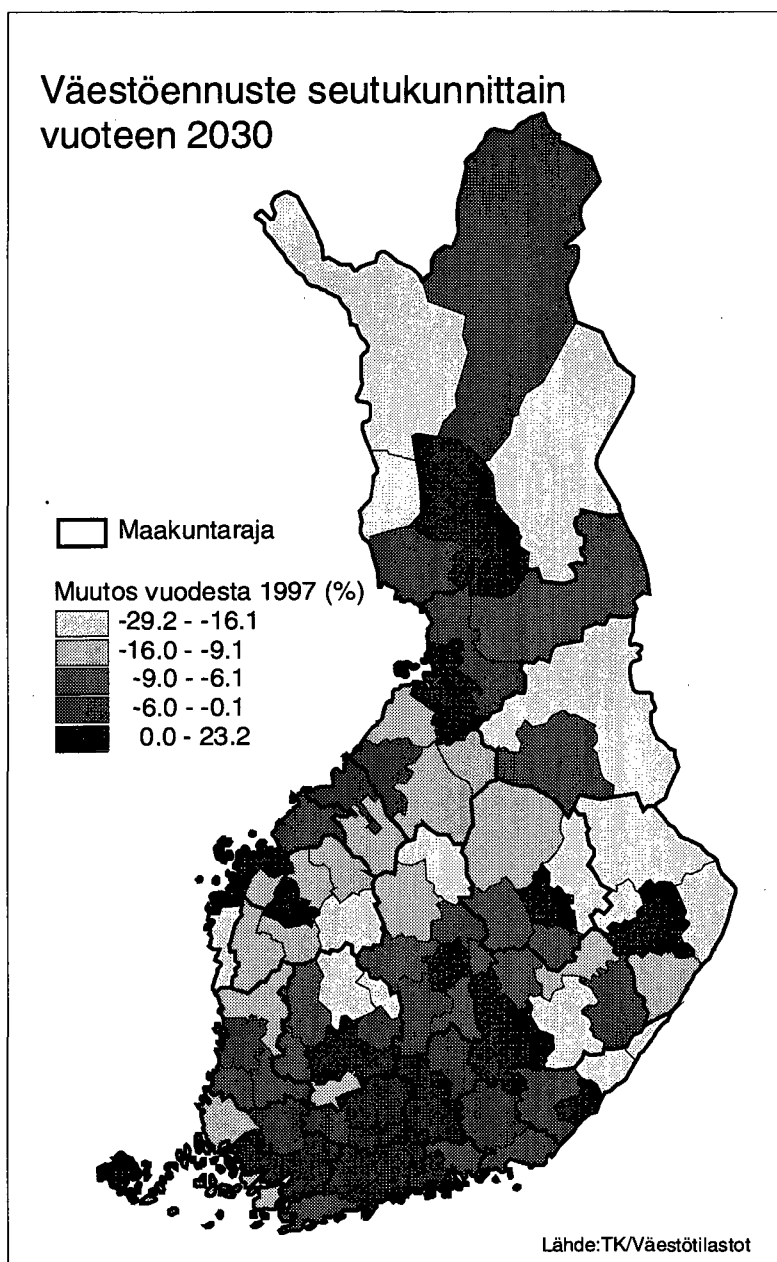 Väestöennuste seutukunnittain
vuoteen 2030
Maakuntaraja
Muutos vuodesta 1997 (%)
-29.2 - -16.1
-16.0 - -9.1
-9.0 - -6.1
-6.0 - -0.1
0.0 - 23.2
Lähde:TK/Väestötilastot